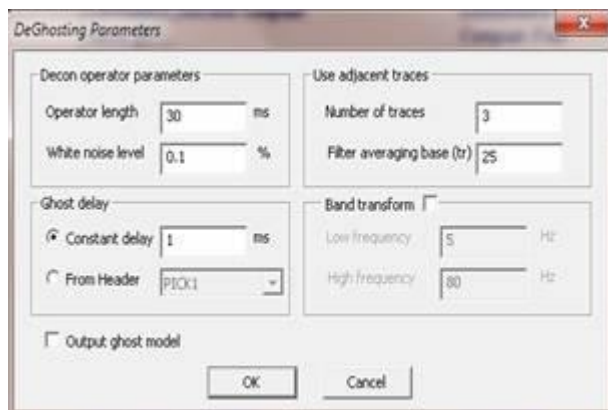 DeGhosting Parameters
Decon operator parameters
Operator length 30 ms
White noise level 0.1 %
Use adjacent traces
Number of traces 3
Filter averaging base (tr) 25
Ghost delay
Constant delay 1 ms
From Header PICK1
Band transform
Low frequency 5 Hz
High frequency 80 Hz
Output ghost model
OK Cancel